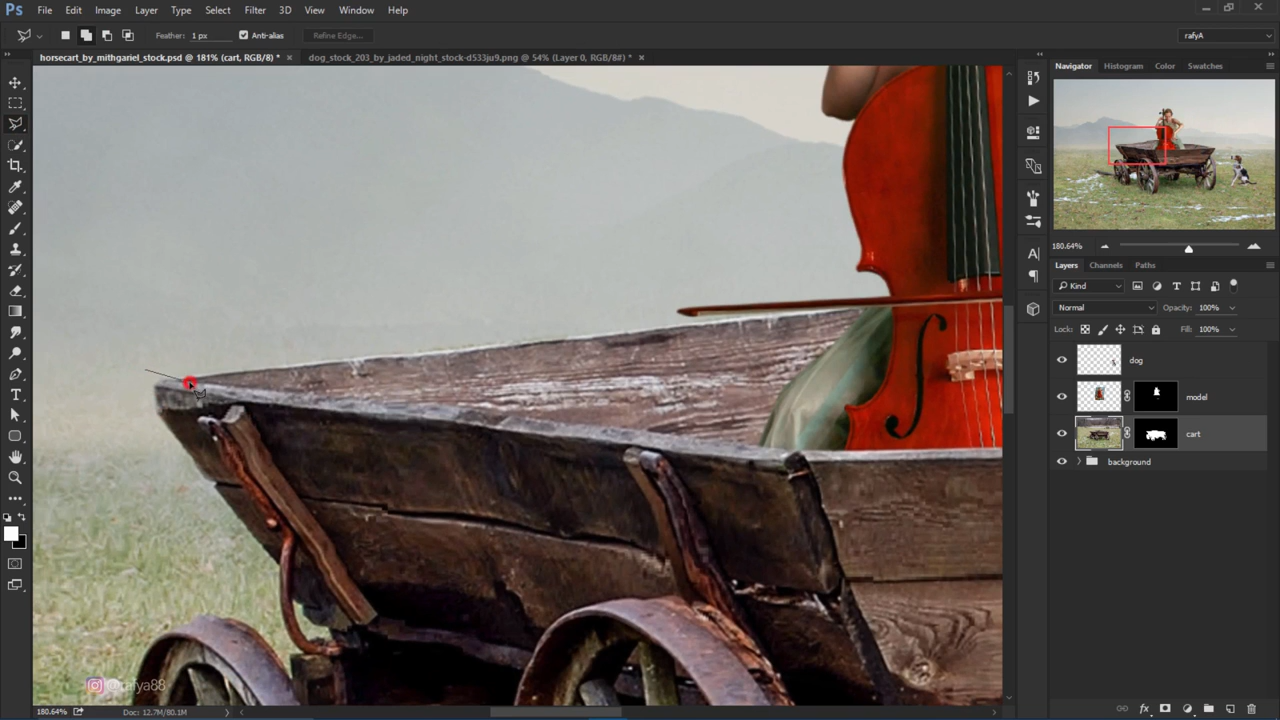 Ps File Edit Image Layer Type Select Filter 3D View Window Help
Feather: 1 px Anti-alias Refine Edge... rafyA
horsecart_by_mithgariel_stock.psd @ 181% (cart, RGB/8) * × dog_stock_203_by_jaded_night_stock-d533ju9.png @ 54% (Layer 0, RGB/8#) * ×
Navigator Histogram Color Swatches
180.64%
Layers Channels Paths
Kind
Normal Opacity: 100%
Lock: Fill: 100%
dog
model
cart
background
@rafya88
180.64% Doc: 12.7M/80.1M